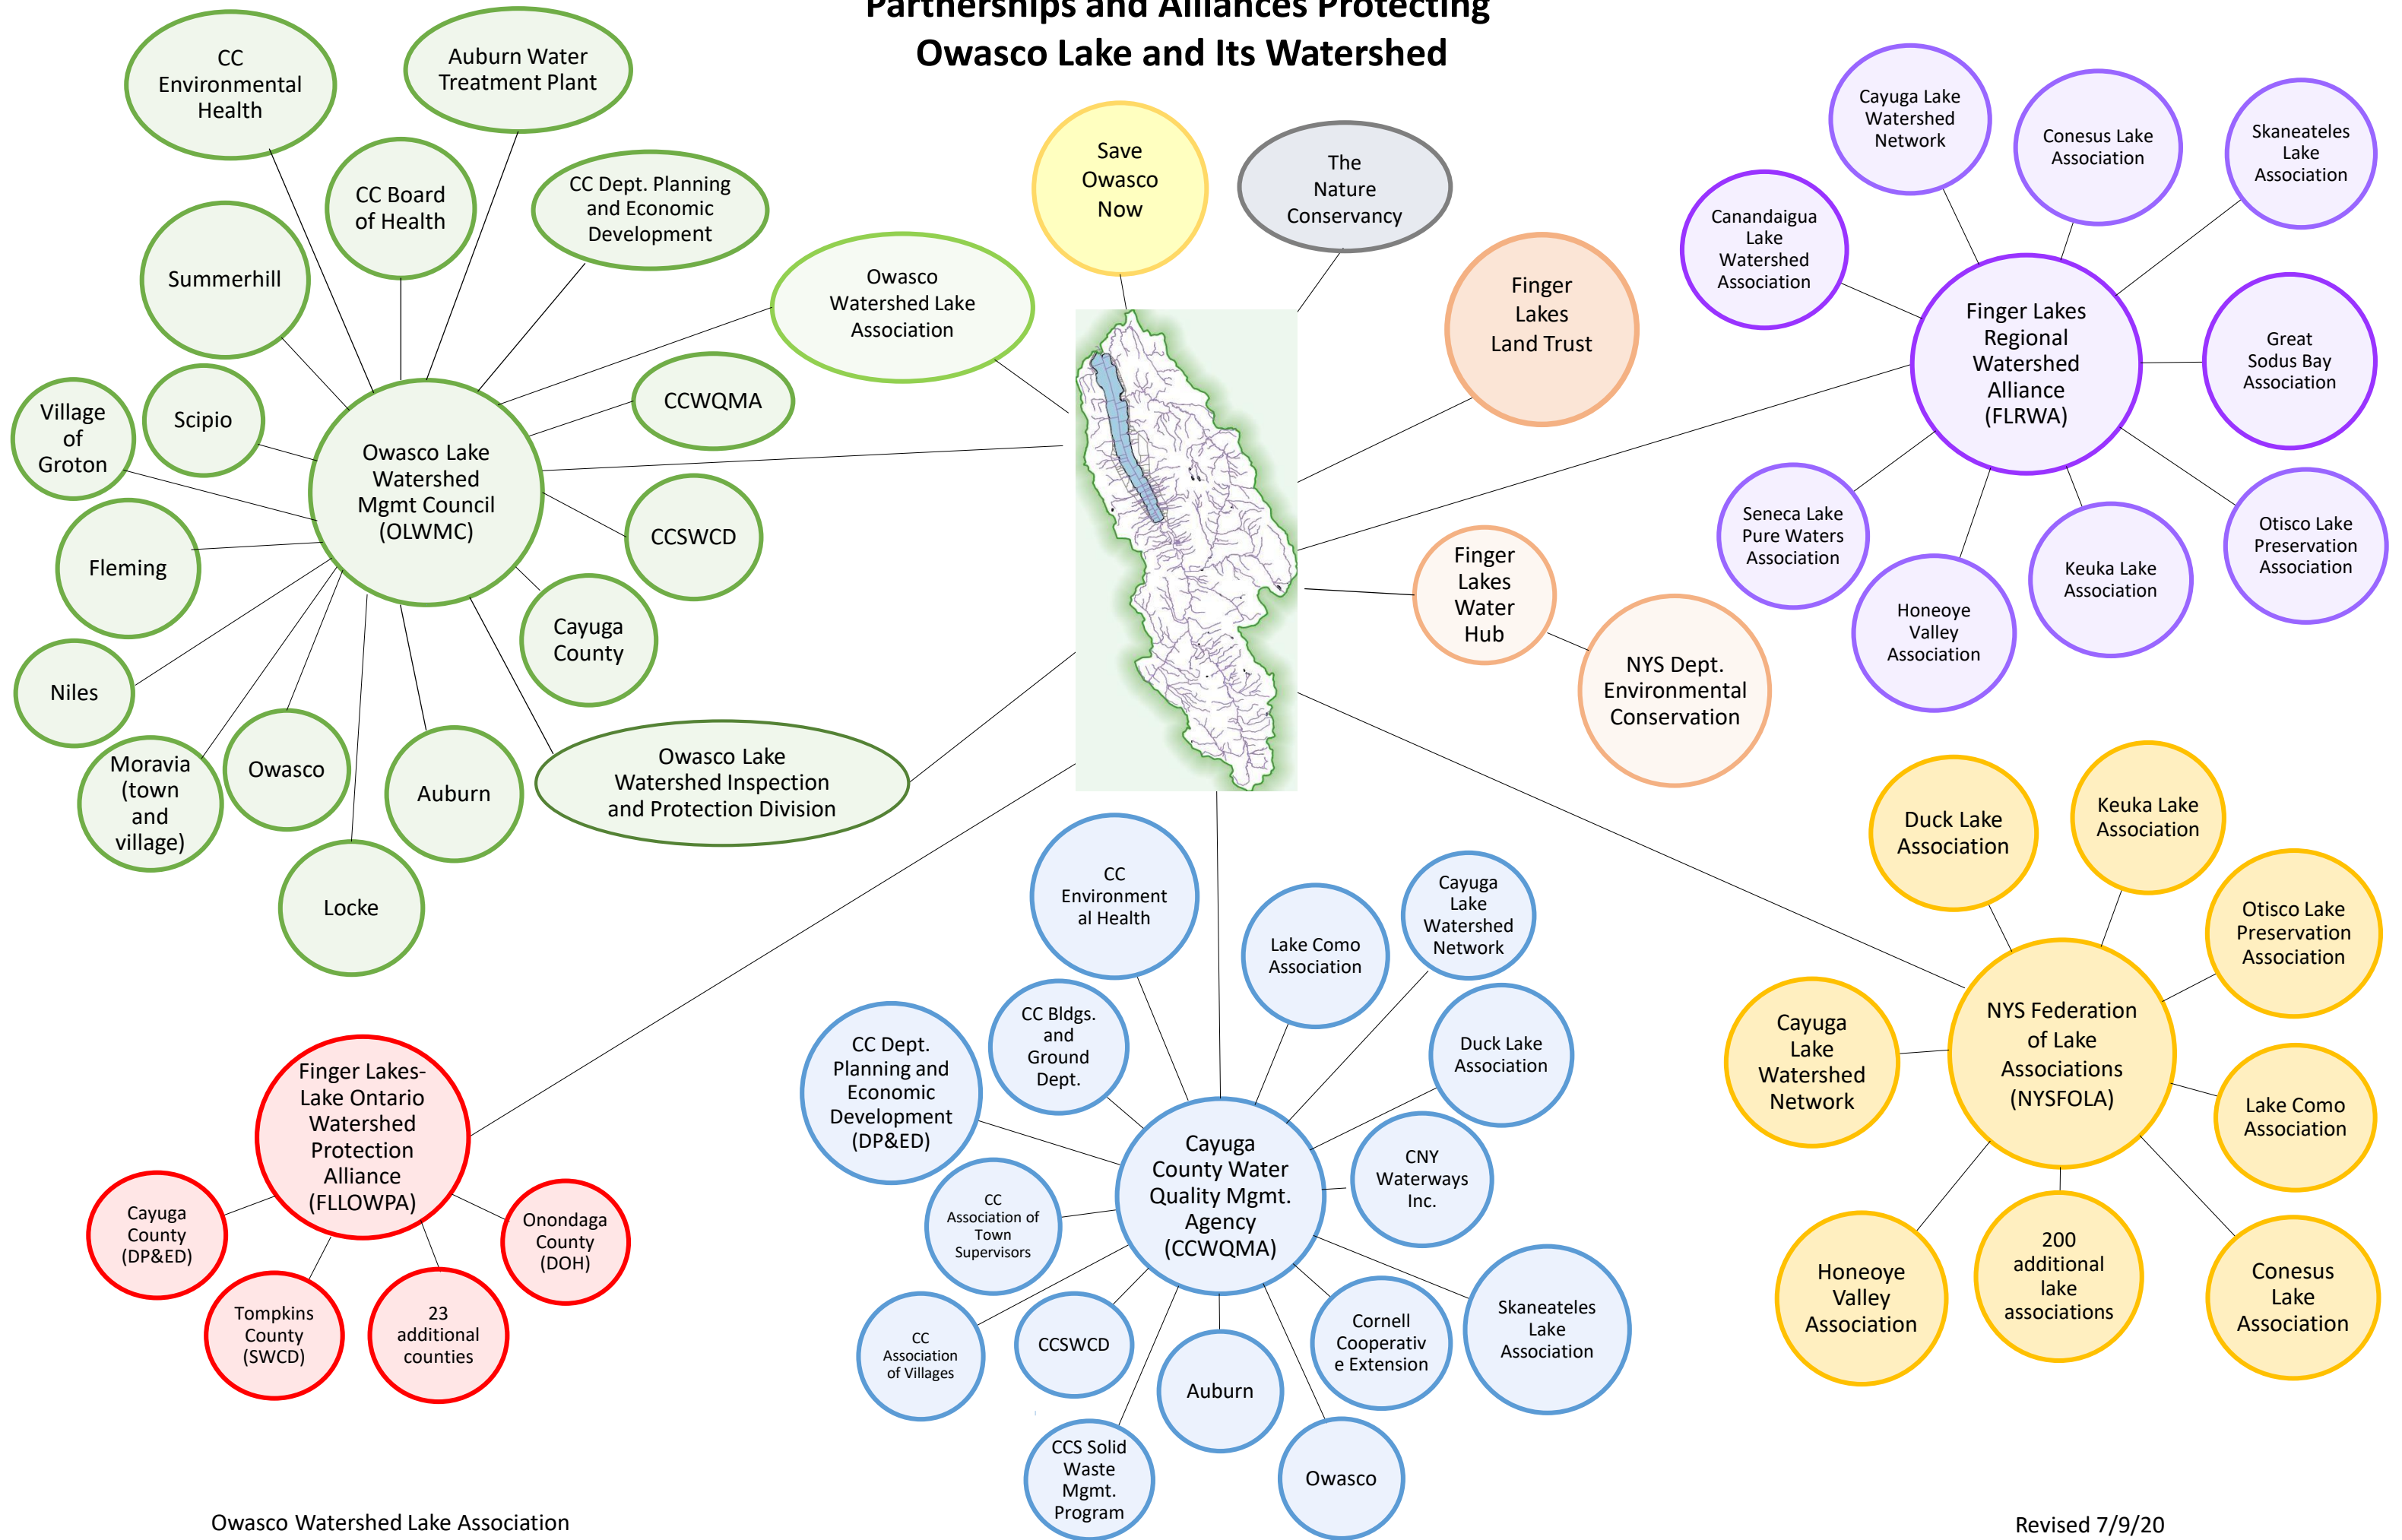 Partnerships and Alliances Protecting
Owasco Lake and Its Watershed
CC
Environmental
Health
Auburn Water
Treatment Plant
CC Board
of Health
CC Dept. Planning
and Economic
Development
Summerhill
Owasco
Watershed Lake
Association
Village
of
Groton
Scipio
CCWQMA
Owasco Lake
Watershed
Mgmt Council
(OLWMC)
CCSWCD
Fleming
Cayuga
County
Niles
Moravia
(town
and
village)
Owasco
Auburn
Owasco Lake
Watershed Inspection
and Protection Division
Locke
Save
Owasco
Now
The
Nature
Conservancy
Finger
Lakes
Land Trust
Finger
Lakes
Water
Hub
NYS Dept.
Environmental
Conservation
Cayuga Lake
Watershed
Network
Conesus Lake
Association
Skaneateles
Lake
Association
Canandaigua
Lake
Watershed
Association
Finger Lakes
Regional
Watershed
Alliance
(FLRWA)
Great
Sodus Bay
Association
Seneca Lake
Pure Waters
Association
Honeoye
Valley
Association
Keuka Lake
Association
Otisco Lake
Preservation
Association
Duck Lake
Association
Keuka Lake
Association
Otisco Lake
Preservation
Association
Cayuga
Lake
Watershed
Network
NYS Federation
of Lake
Associations
(NYSFOLA)
Lake Como
Association
Honeoye
Valley
Association
200
additional
lake
associations
Conesus
Lake
Association
CC
Environment
al Health
Lake Como
Association
Cayuga
Lake
Watershed
Network
CC Bldgs.
and
Ground
Dept.
CC Dept.
Planning and
Economic
Development
(DP&ED)
Duck Lake
Association
Cayuga
County Water
Quality Mgmt.
Agency
(CCWQMA)
CNY
Waterways
Inc.
CC
Association of
Town
Supervisors
CC
Association
of Villages
CCSWCD
Auburn
Cornell
Cooperativ
e Extension
Skaneateles
Lake
Association
CCS Solid
Waste
Mgmt.
Program
Owasco
Finger Lakes-
Lake Ontario
Watershed
Protection
Alliance
(FLLOWPA)
Cayuga
County
(DP&ED)
Tompkins
County
(SWCD)
23
additional
counties
Onondaga
County
(DOH)
Owasco Watershed Lake Association
Revised 7/9/20